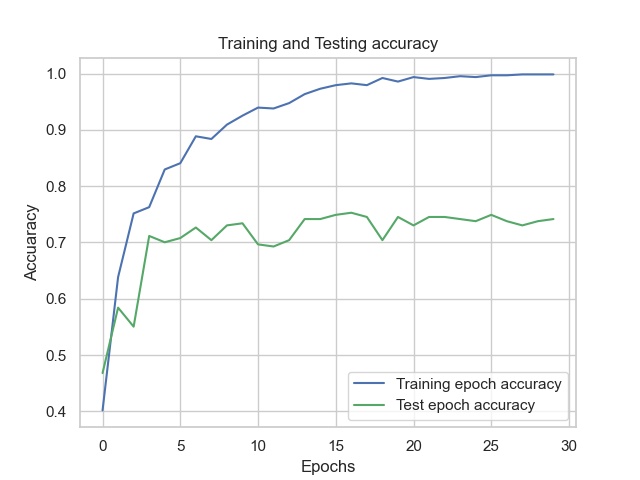 Training and Testing accuracy
1.0
0.9
0.8
0.7
0.6
0.5
0.4
Accuaracy
0 5 10 15 20 25 30
Epochs
Training epoch accuracy
Test epoch accuracy